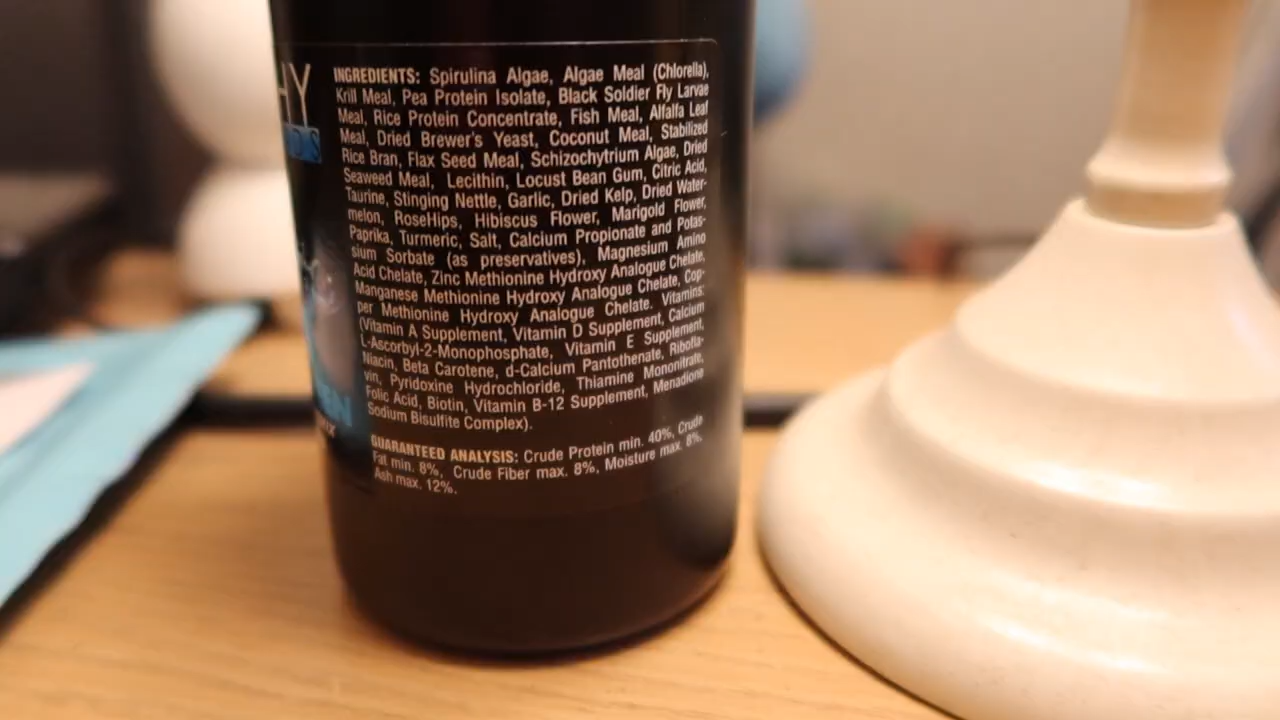 HY
INGREDIENTS: Spirulina Algae, Algae Meal (Chlorella),
Krill Meal, Pea Protein Isolate, Black Soldier Fly Larvae
Meal, Rice Protein Concentrate, Fish Meal, Alfalfa Leaf
Meal, Dried Brewer's Yeast, Coconut Meal, Stabilized
Rice Bran, Flax Seed Meal, Schizochytrium Algae, Dried
Seaweed Meal, Lecithin, Locust Bean Gum, Citric Acid,
Taurine, Stinging Nettle, Garlic, Dried Kelp, Dried Water-
melon, RoseHips, Hibiscus Flower, Marigold Flower,
Paprika, Turmeric, Salt, Calcium Propionate and Potas-
sium Sorbate (as preservatives), Magnesium Amino
Acid Chelate, Zinc Methionine Hydroxy Analogue Chelate,
Manganese Methionine Hydroxy Analogue Chelate, Cop-
per Methionine Hydroxy Analogue Chelate. Vitamins:
(Vitamin A Supplement, Vitamin D Supplement, Calcium
L-Ascorbyl-2-Monophosphate, Vitamin E Supplement,
Niacin, Beta Carotene, d-Calcium Pantothenate, Ribofla-
vin, Pyridoxine Hydrochloride, Thiamine Mononitrate,
Folic Acid, Biotin, Vitamin B-12 Supplement, Menadione
Sodium Bisulfite Complex).
GUARANTEED ANALYSIS: Crude Protein min. 40%, Crude
Fat min. 8%, Crude Fiber max. 8%, Moisture max. 8%,
Ash max. 12%.